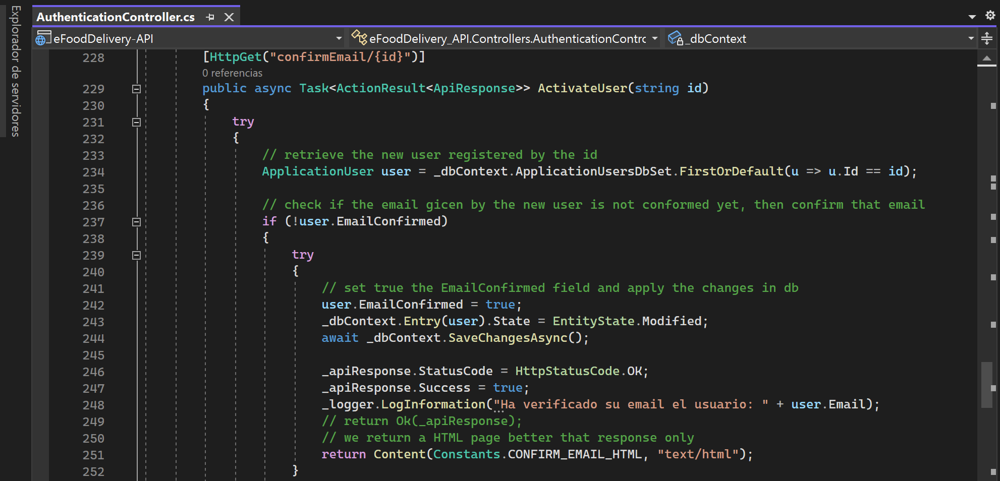 Explorador de servidores
AuthenticationController.cs
eFoodDelivery-API
eFoodDelivery_API.Controllers.AuthenticationContrc
_dbContext
228 [HttpGet("confirmEmail/{id}")]
0 referencias
229 public async Task<ActionResult<ApiResponse>> ActivateUser(string id)
230 {
231 try
232 {
233 // retrieve the new user registered by the id
234 ApplicationUser user = _dbContext.ApplicationUsersDbSet.FirstOrDefault(u => u.Id == id);
235
236 // check if the email gicen by the new user is not conformed yet, then confirm that email
237 if (!user.EmailConfirmed)
238 {
239 try
240 {
241 // set true the EmailConfirmed field and apply the changes in db
242 user.EmailConfirmed = true;
243 _dbContext.Entry(user).State = EntityState.Modified;
244 await _dbContext.SaveChangesAsync();
245
246 _apiResponse.StatusCode = HttpStatusCode.OK;
247 _apiResponse.Success = true;
248 _logger.LogInformation("Ha verificado su email el usuario: " + user.Email);
249 // return Ok(_apiResponse);
250 // we return a HTML page better that response only
251 return Content(Constants.CONFIRM_EMAIL_HTML, "text/html");
252 }